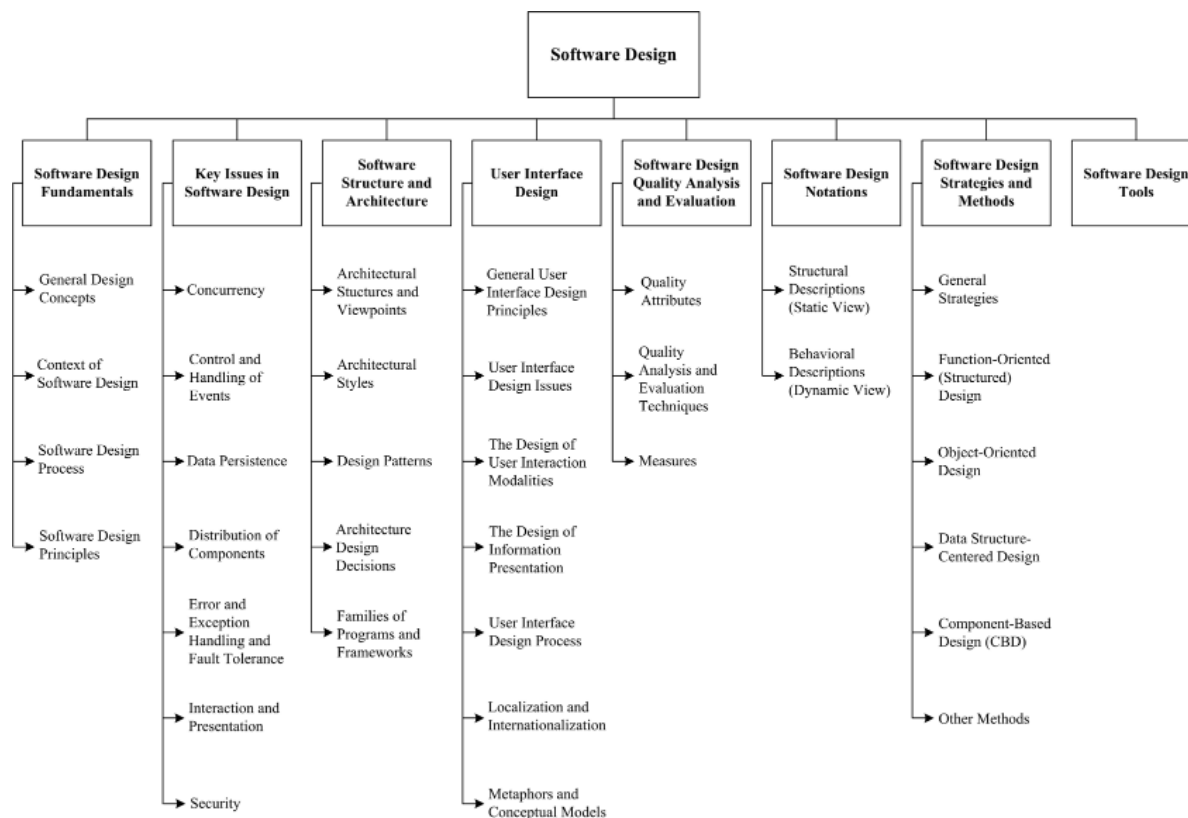 Software Design
Software Design
Fundamentals
Key Issues in
Software Design
Software
Structure and
Architecture
User Interface
Design
Software Design
Quality Analysis
and Evaluation
Software Design
Notations
Software Design
Strategies and
Methods
Software Design
Tools
General Design
Concepts
Context of
Software Design
Software Design
Process
Software Design
Principles
Concurrency
Control and
Handling of
Events
Data Persistence
Distribution of
Components
Error and
Exception
Handling and
Fault Tolerance
Interaction and
Presentation
Security
Architectural
Stuctures and
Viewpoints
Architectural
Styles
Design Patterns
Architecture
Design
Decisions
Families of
Programs and
Frameworks
General User
Interface Design
Principles
User Interface
Design Issues
The Design of
User Interaction
Modalities
The Design of
Information
Presentation
User Interface
Design Process
Localization and
Internationalization
Metaphors and
Conceptual Models
Quality
Attributes
Quality
Analysis and
Evaluation
Techniques
Measures
Structural
Descriptions
(Static View)
Behavioral
Descriptions
(Dynamic View)
General
Strategies
Function-Oriented
(Structured)
Design
Object-Oriented
Design
Data Structure-
Centered Design
Component-Based
Design (CBD)
Other Methods